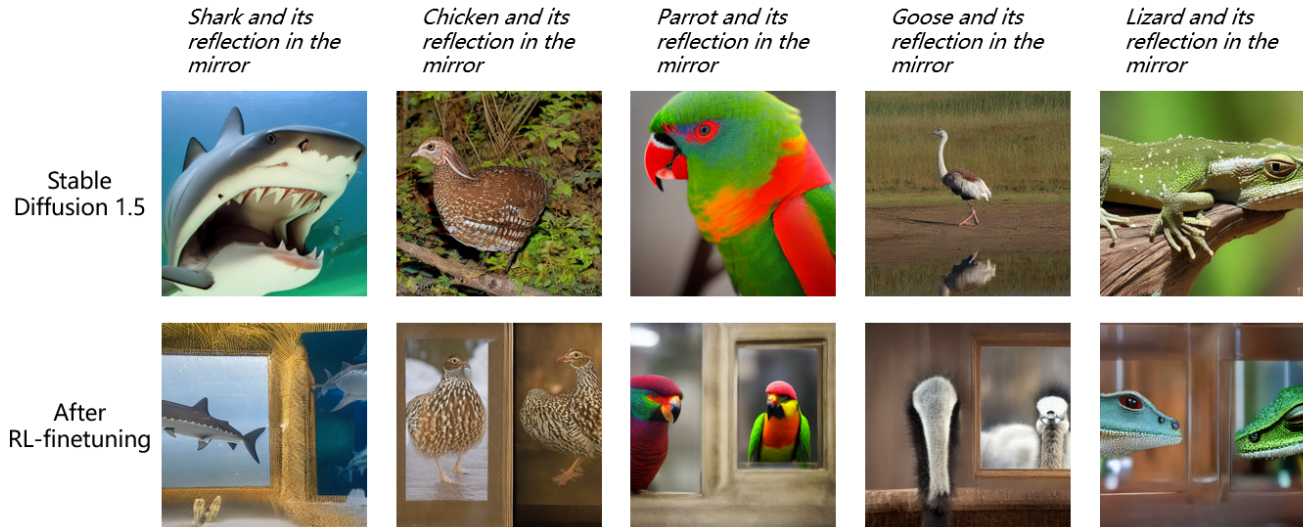 Shark and its
reflection in the
mirror
Chicken and its
reflection in the
mirror
Parrot and its
reflection in the
mirror
Goose and its
reflection in the
mirror
Lizard and its
reflection in the
mirror
Stable
Diffusion 1.5
After
RL-finetuning